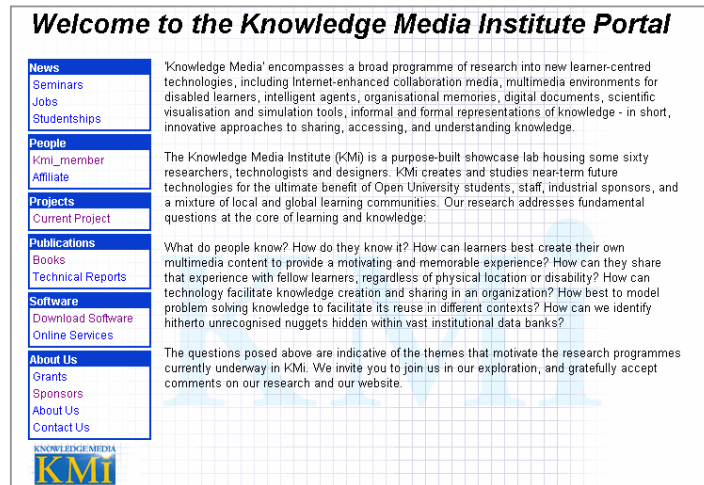 Welcome to the Knowledge Media Institute Portal
News
Seminars
Jobs
Studentships
People
Kmi_member
Affiliate
Projects
Current Project
Publications
Books
Technical Reports
Software
Download Software
Online Services
About Us
Grants
Sponsors
About Us
Contact Us
KNOWLEDGE MEDIA
KMi
'Knowledge Media' encompasses a broad programme of research into new learner-centred
technologies, including Internet-enhanced collaboration media, multimedia environments for
disabled learners, intelligent agents, organisational memories, digital documents, scientific
visualisation and simulation tools, informal and formal representations of knowledge - in short,
innovative approaches to sharing, accessing, and understanding knowledge.
The Knowledge Media Institute (KMi) is a purpose-built showcase lab housing some sixty
researchers, technologists and designers. KMi creates and studies near-term future
technologies for the ultimate benefit of Open University students, staff, industrial sponsors, and
a mixture of local and global learning communities. Our research addresses fundamental
questions at the core of learning and knowledge:
What do people know? How do they know it? How can learners best create their own
multimedia content to provide a motivating and memorable experience? How can they share
that experience with fellow learners, regardless of physical location or disability? How can
technology facilitate knowledge creation and sharing in an organization? How best to model
problem solving knowledge to facilitate its reuse in different contexts? How can we identify
hitherto unrecognised nuggets hidden within vast institutional data banks?
The questions posed above are indicative of the themes that motivate the research programmes
currently underway in KMi. We invite you to join us in our exploration, and gratefully accept
comments on our research and our website.
KMi